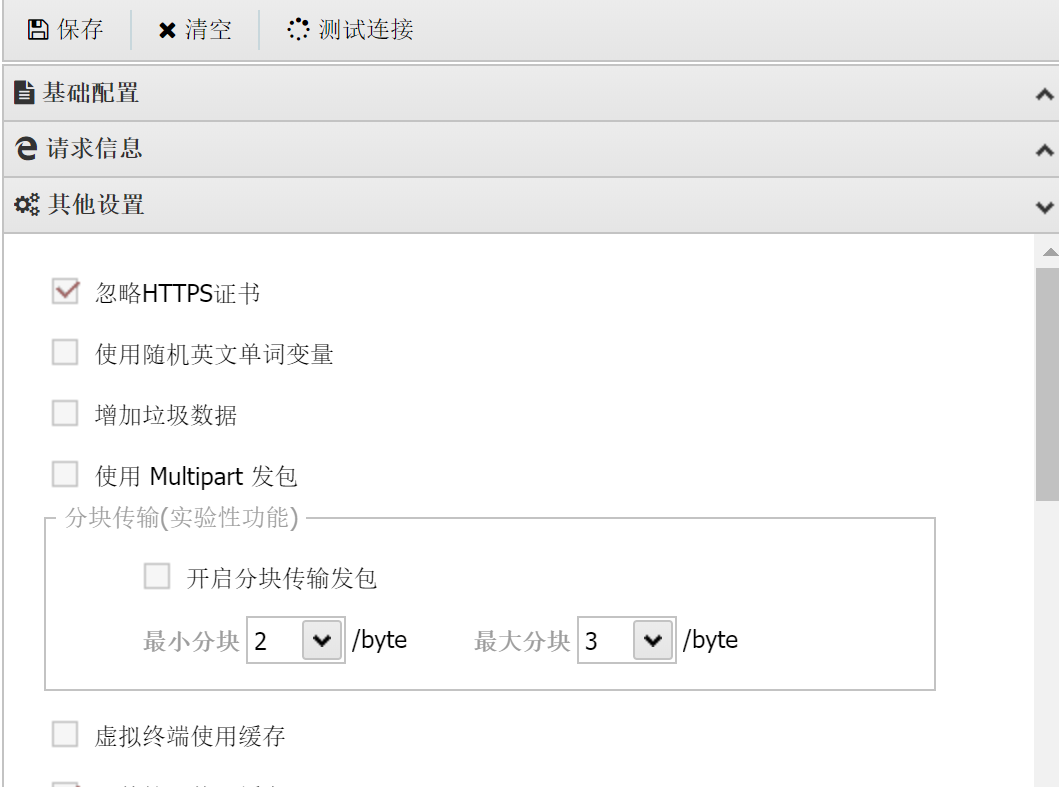 保存 清空 测试连接
基础配置
请求信息
其他设置
忽略HTTPS证书
使用随机英文单词变量
增加垃圾数据
使用 Multipart 发包
分块传输(实验性功能)
开启分块传输发包
最小分块 2 /byte 最大分块 3 /byte
虚拟终端使用缓存